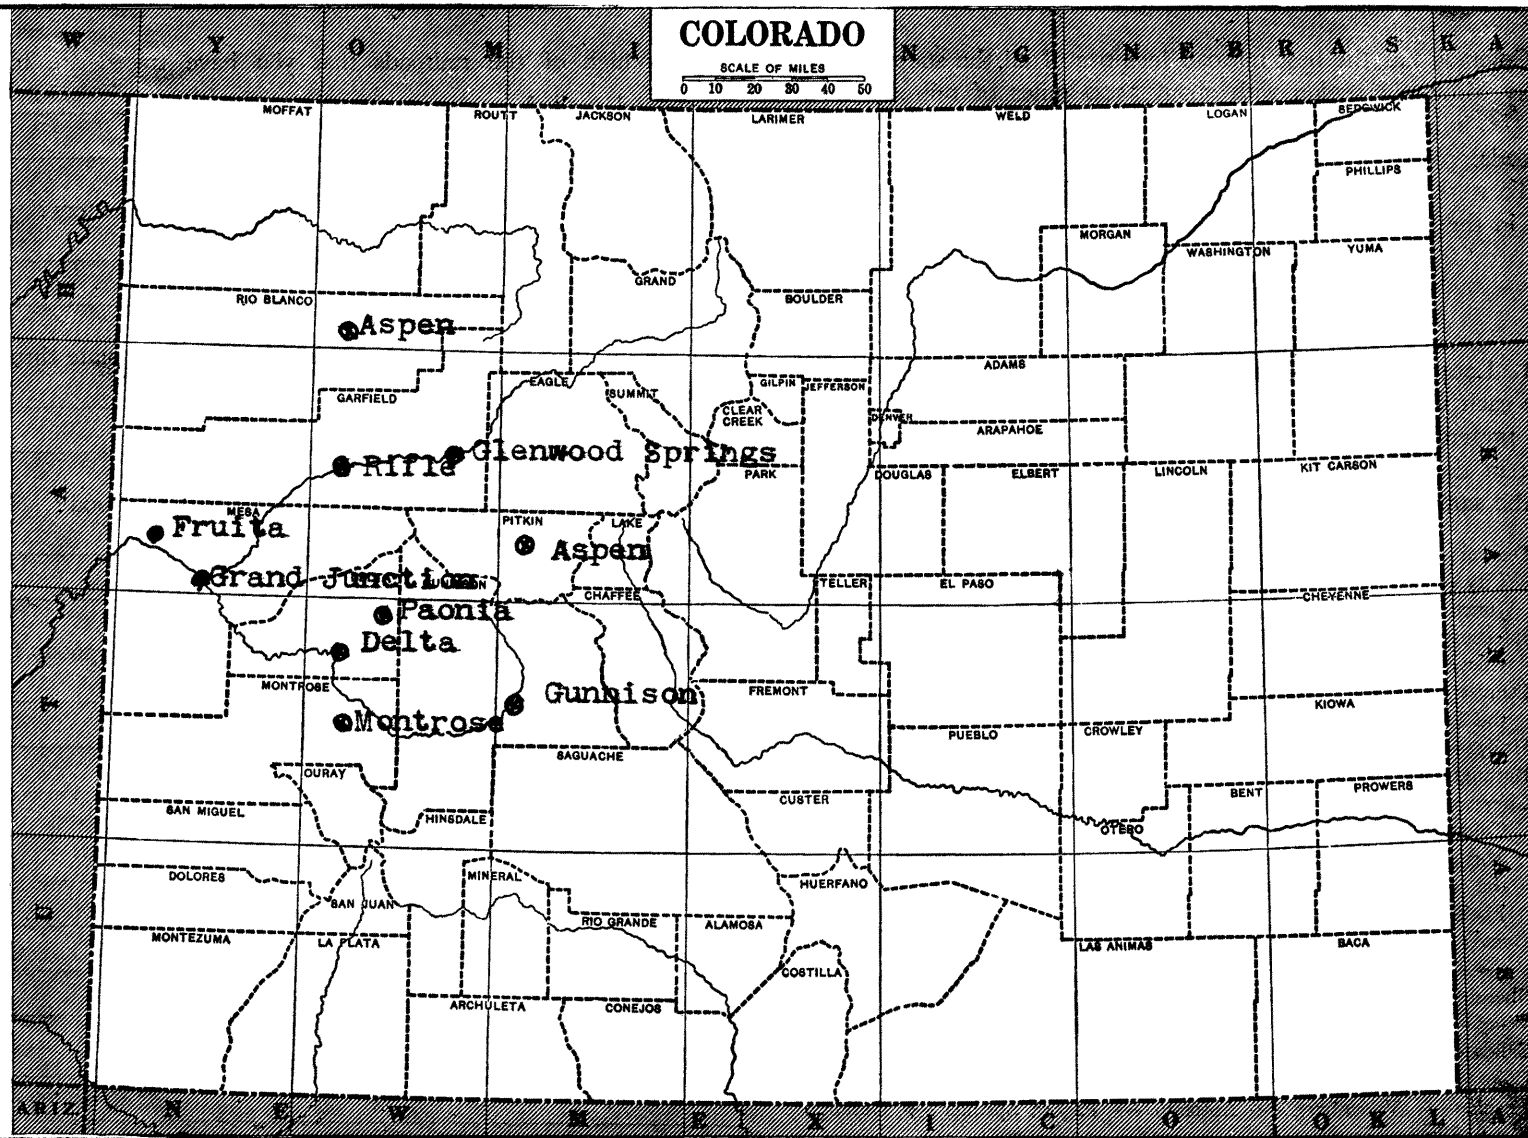 COLORADO
SCALE OF MILES
0 10 20 30 40 50
W Y O M I N G N E B R A S K A
MOFFAT
ROUTT
JACKSON
LARIMER
WELD
LOGAN
SEDGWICK
PHILLIPS
MORGAN
WASHINGTON
YUMA
GRAND
RIO BLANCO
BOULDER
Aspen
ADAMS
GARFIELD
EAGLE
SUMMIT
GILPIN
JEFFERSON
CLEAR
CREEK
DENVER
ARAPAHOE
Rifle
Glenwood Springs
PARK
DOUGLAS
ELBERT
LINCOLN
KIT CARSON
MESA
Fruita
PITKIN
LAKE
Aspen
Grand Junction
TELLER
EL PASO
CHAFFEE
CHEYENNE
Paonia
Delta
MONTROSE
Gunnison
FREMONT
KIOWA
Montrose
PUEBLO
CROWLEY
SAGUACHE
OURAY
SAN MIGUEL
HINSDALE
CUSTER
BENT
PROWERS
OTERO
DOLORES
MINERAL
HUERFANO
SAN JUAN
RIO GRANDE
ALAMOSA
MONTEZUMA
LA PLATA
LAS ANIMAS
BACA
COSTILLA
ARCHULETA
CONEJOS
U T A H
K A N S A S
ARIZ.
N E W M E X I C O
O K L A